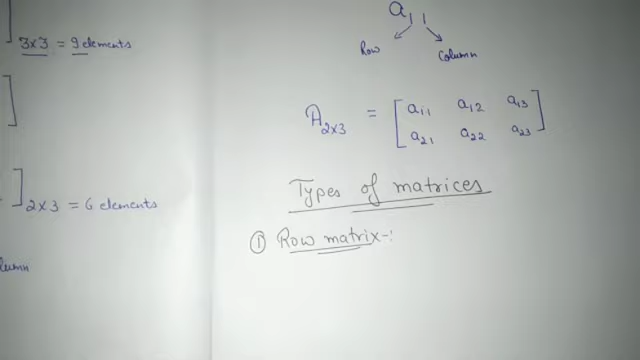 3x3 = 9 elements
]2x3 = 6 elements
a11
Row Column
A2x3 = [ a11 a12 a13
a21 a22 a23 ]
Types of matrices
① Row matrix-: